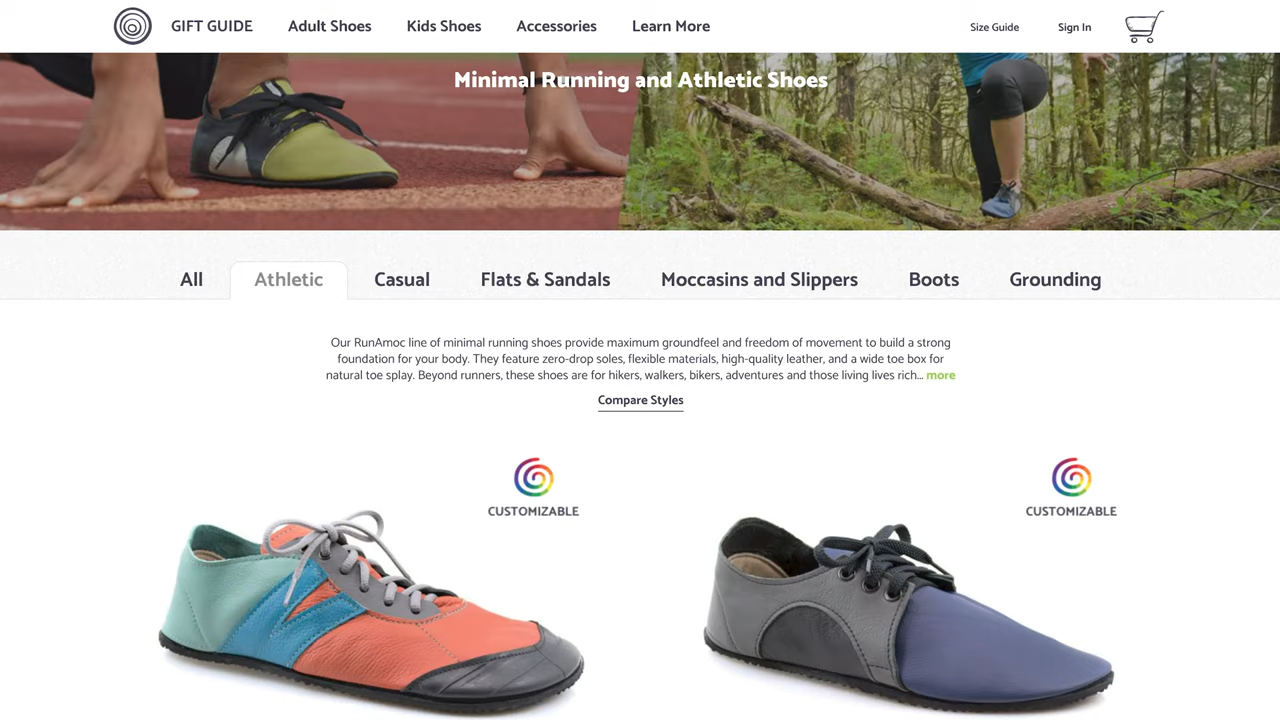 GIFT GUIDE
Adult Shoes
Kids Shoes
Accessories
Learn More
Size Guide
Sign In
Minimal Running and Athletic Shoes
All
Athletic
Casual
Flats & Sandals
Moccasins and Slippers
Boots
Grounding
Our RunAmoc line of minimal running shoes provide maximum groundfeel and freedom of movement to build a strong
foundation for your body. They feature zero-drop soles, flexible materials, high-quality leather, and a wide toe box for
natural toe splay. Beyond runners, these shoes are for hikers, walkers, bikers, adventures and those living lives rich... more
Compare Styles
CUSTOMIZABLE
CUSTOMIZABLE